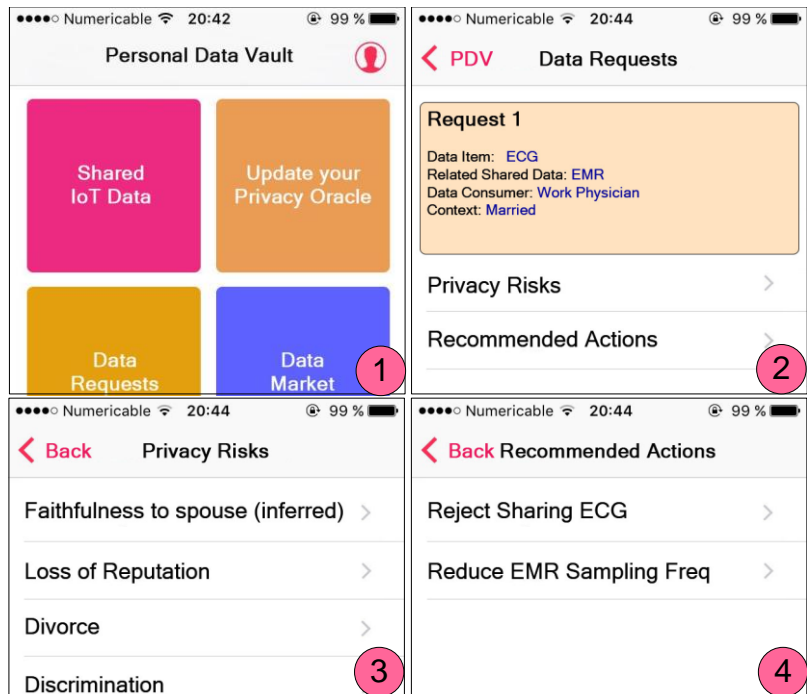 Numericable 20:42 99 %
Personal Data Vault
Shared
IoT Data
Update your
Privacy Oracle
Data
Requests
Data
Market
1
Numericable 20:44 99 %
PDV Data Requests
Request 1
Data Item: ECG
Related Shared Data: EMR
Data Consumer: Work Physician
Context: Married
Privacy Risks
Recommended Actions
2
Numericable 20:44 99 %
Back Privacy Risks
Faithfulness to spouse (inferred)
Loss of Reputation
Divorce
Discrimination
3
Numericable 20:44 99 %
Back Recommended Actions
Reject Sharing ECG
Reduce EMR Sampling Freq
4